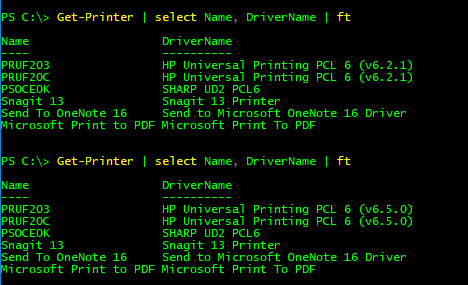 PS C:\> Get-Printer | select Name, DriverName | ft
Name DriverName
---- ----------
PRUF203 HP Universal Printing PCL 6 (v6.2.1)
PRUF20C HP Universal Printing PCL 6 (v6.2.1)
PSOCEOK SHARP UD2 PCL6
Snagit 13 Snagit 13 Printer
Send To OneNote 16 Send to Microsoft OneNote 16 Driver
Microsoft Print to PDF Microsoft Print To PDF
PS C:\> Get-Printer | select Name, DriverName | ft
Name DriverName
---- ----------
PRUF203 HP Universal Printing PCL 6 (v6.5.0)
PRUF20C HP Universal Printing PCL 6 (v6.5.0)
PSOCEOK SHARP UD2 PCL6
Snagit 13 Snagit 13 Printer
Send To OneNote 16 Send to Microsoft OneNote 16 Driver
Microsoft Print to PDF Microsoft Print To PDF